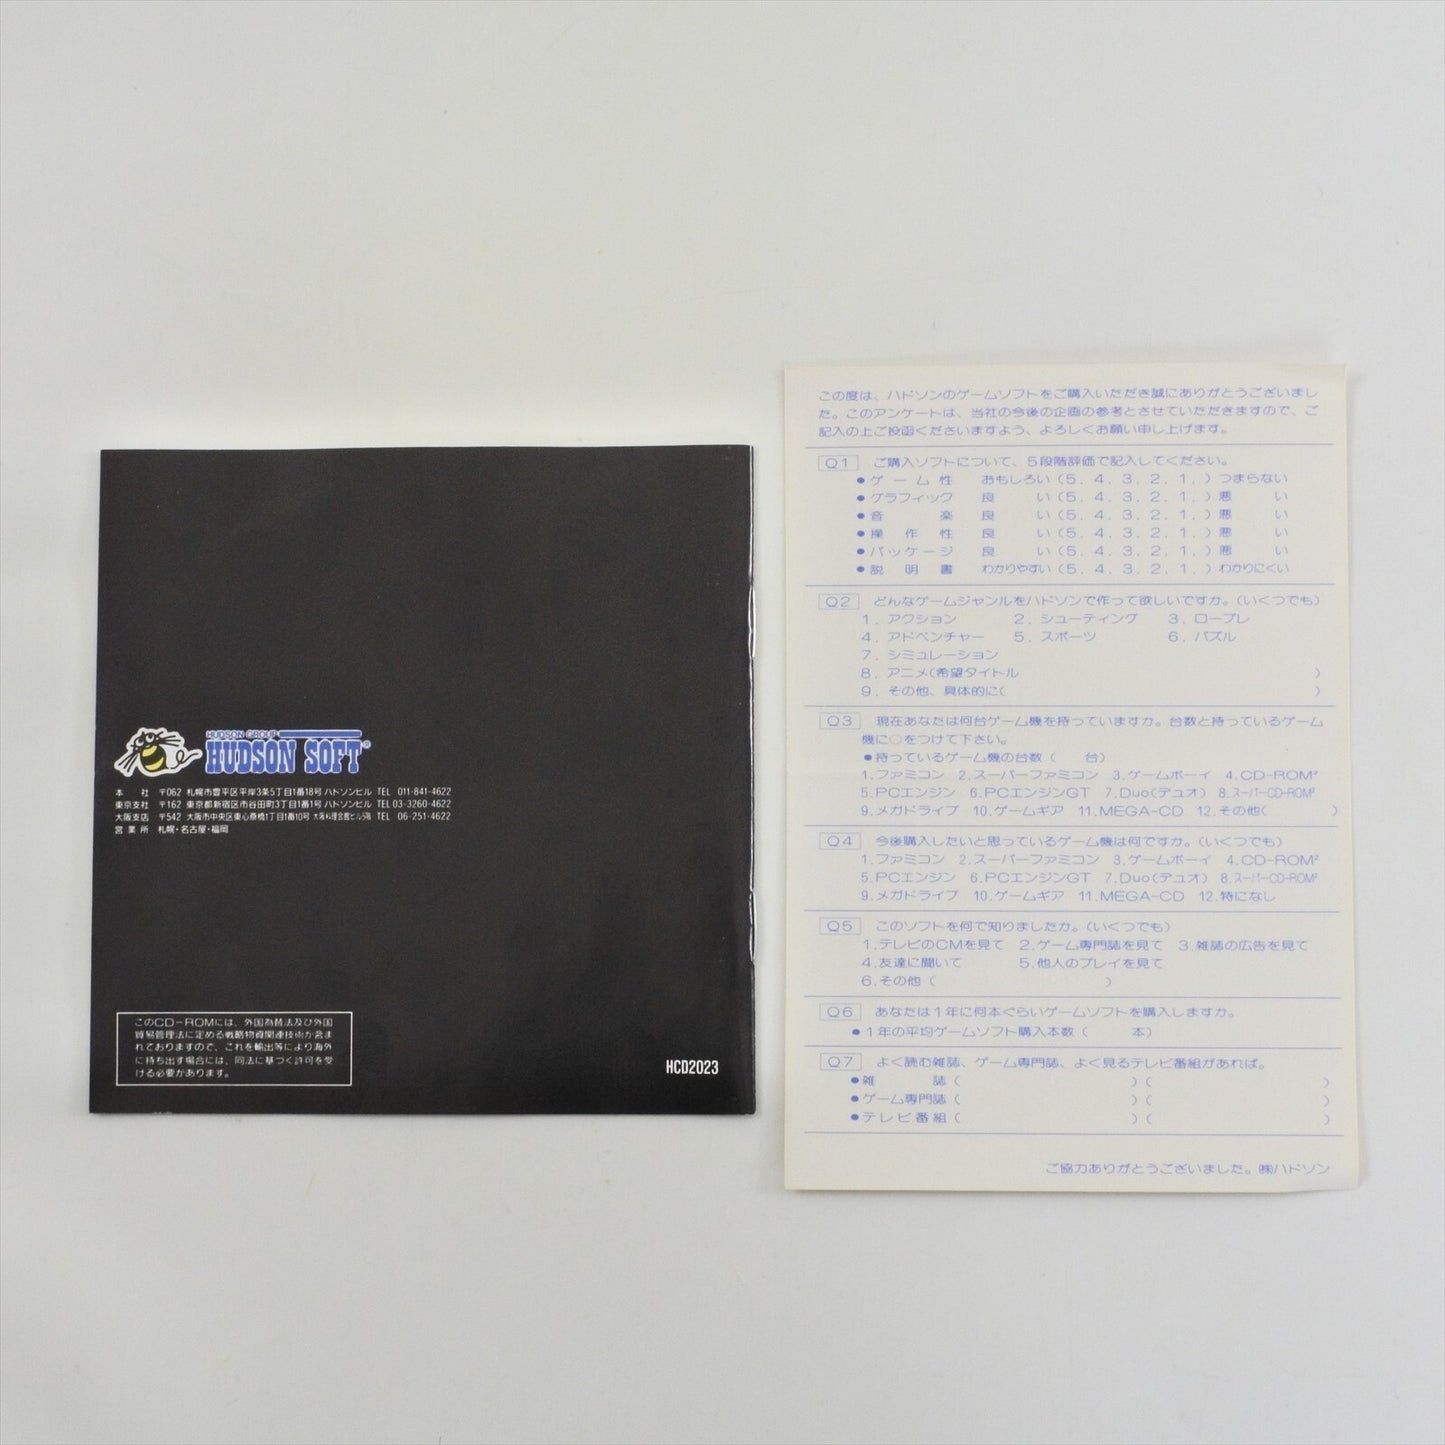 HUDSON GROUP
HUDSON SOFT®
本社 〒062 札幌市豊平区平岸3条5丁目1番18号 ハドソンビル TEL 011-841-4622
東京支社 〒162 東京都新宿区市谷田町3丁目1番1号 ハドソンビル TEL 03-3260-4622
大阪支店 〒542 大阪市中央区東心斎橋1丁目1番10号 大阪料理会館ビル5階 TEL 06-251-4622
営業所 札幌・名古屋・福岡
このCD-ROMには、外国為替法及び外国
貿易管理法に定める戦略物資関連技術が含ま
れておりますので、これを輸出等により海外
に持ち出す場合には、同法に基づく許可を受
ける必要があります。
HCD2023
この度は、ハドソンのゲームソフトをご購入いただき誠にありがとうございまし
た。このアンケートは、当社の今後の企画の参考とさせていただきますので、ご
記入の上ご投函くださいますよう、よろしくお願い申し上げます。
Q1 ご購入ソフトについて、5段階評価で記入してください。
●ゲーム性 おもしろい(5．4．3．2．1．)つまらない
●グラフィック 良い(5．4．3．2．1．)悪い
●音楽 良い(5．4．3．2．1．)悪い
●操作性 良い(5．4．3．2．1．)悪い
●パッケージ 良い(5．4．3．2．1．)悪い
●説明書 わかりやすい(5．4．3．2．1．)わかりにくい
Q2 どんなゲームジャンルをハドソンで作って欲しいですか。(いくつでも)
1．アクション 2．シューティング 3．ロープレ
4．アドベンチャー 5．スポーツ 6．パズル
7．シミュレーション
8．アニメ(希望タイトル )
9．その他、具体的に( )
Q3 現在あなたは何台ゲーム機を持っていますか。台数と持っているゲーム
機に○をつけて下さい。
●持っているゲーム機の台数( 台)
1.ファミコン 2.スーパーファミコン 3.ゲームボーイ 4.CD-ROM²
5.PCエンジン 6.PCエンジンGT 7.Duo(デュオ) 8.スーパーCD-ROM²
9.メガドライブ 10.ゲームギア 11.MEGA-CD 12.その他( )
Q4 今後購入したいと思っているゲーム機は何ですか。(いくつでも)
1.ファミコン 2.スーパーファミコン 3.ゲームボーイ 4.CD-ROM²
5.PCエンジン 6.PCエンジンGT 7.Duo(デュオ) 8.スーパーCD-ROM²
9.メガドライブ 10.ゲームギア 11.MEGA-CD 12.特になし
Q5 このソフトを何で知りましたか。(いくつでも)
1.テレビのCMを見て 2.ゲーム専門誌を見て 3.雑誌の広告を見て
4.友達に聞いて 5.他人のプレイを見て
6.その他( )
Q6 あなたは1年に何本ぐらいゲームソフトを購入しますか。
●1年の平均ゲームソフト購入本数( 本)
Q7 よく読む雑誌、ゲーム専門誌、よく見るテレビ番組があれば。
●雑誌( )( )
●ゲーム専門誌( )( )
●テレビ番組( )( )
ご協力ありがとうございました。㈱ハドソン